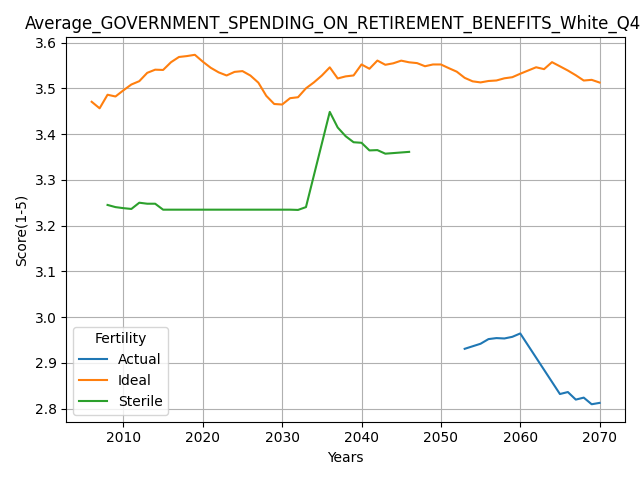 Average_GOVERNMENT_SPENDING_ON_RETIREMENT_BENEFITS_White_Q4
3.6
3.5
3.4
3.3
3.2
3.1
3.0
2.9
2.8
Score(1-5)
Fertility
Actual
Ideal
Sterile
2010 2020 2030 2040 2050 2060 2070
Years